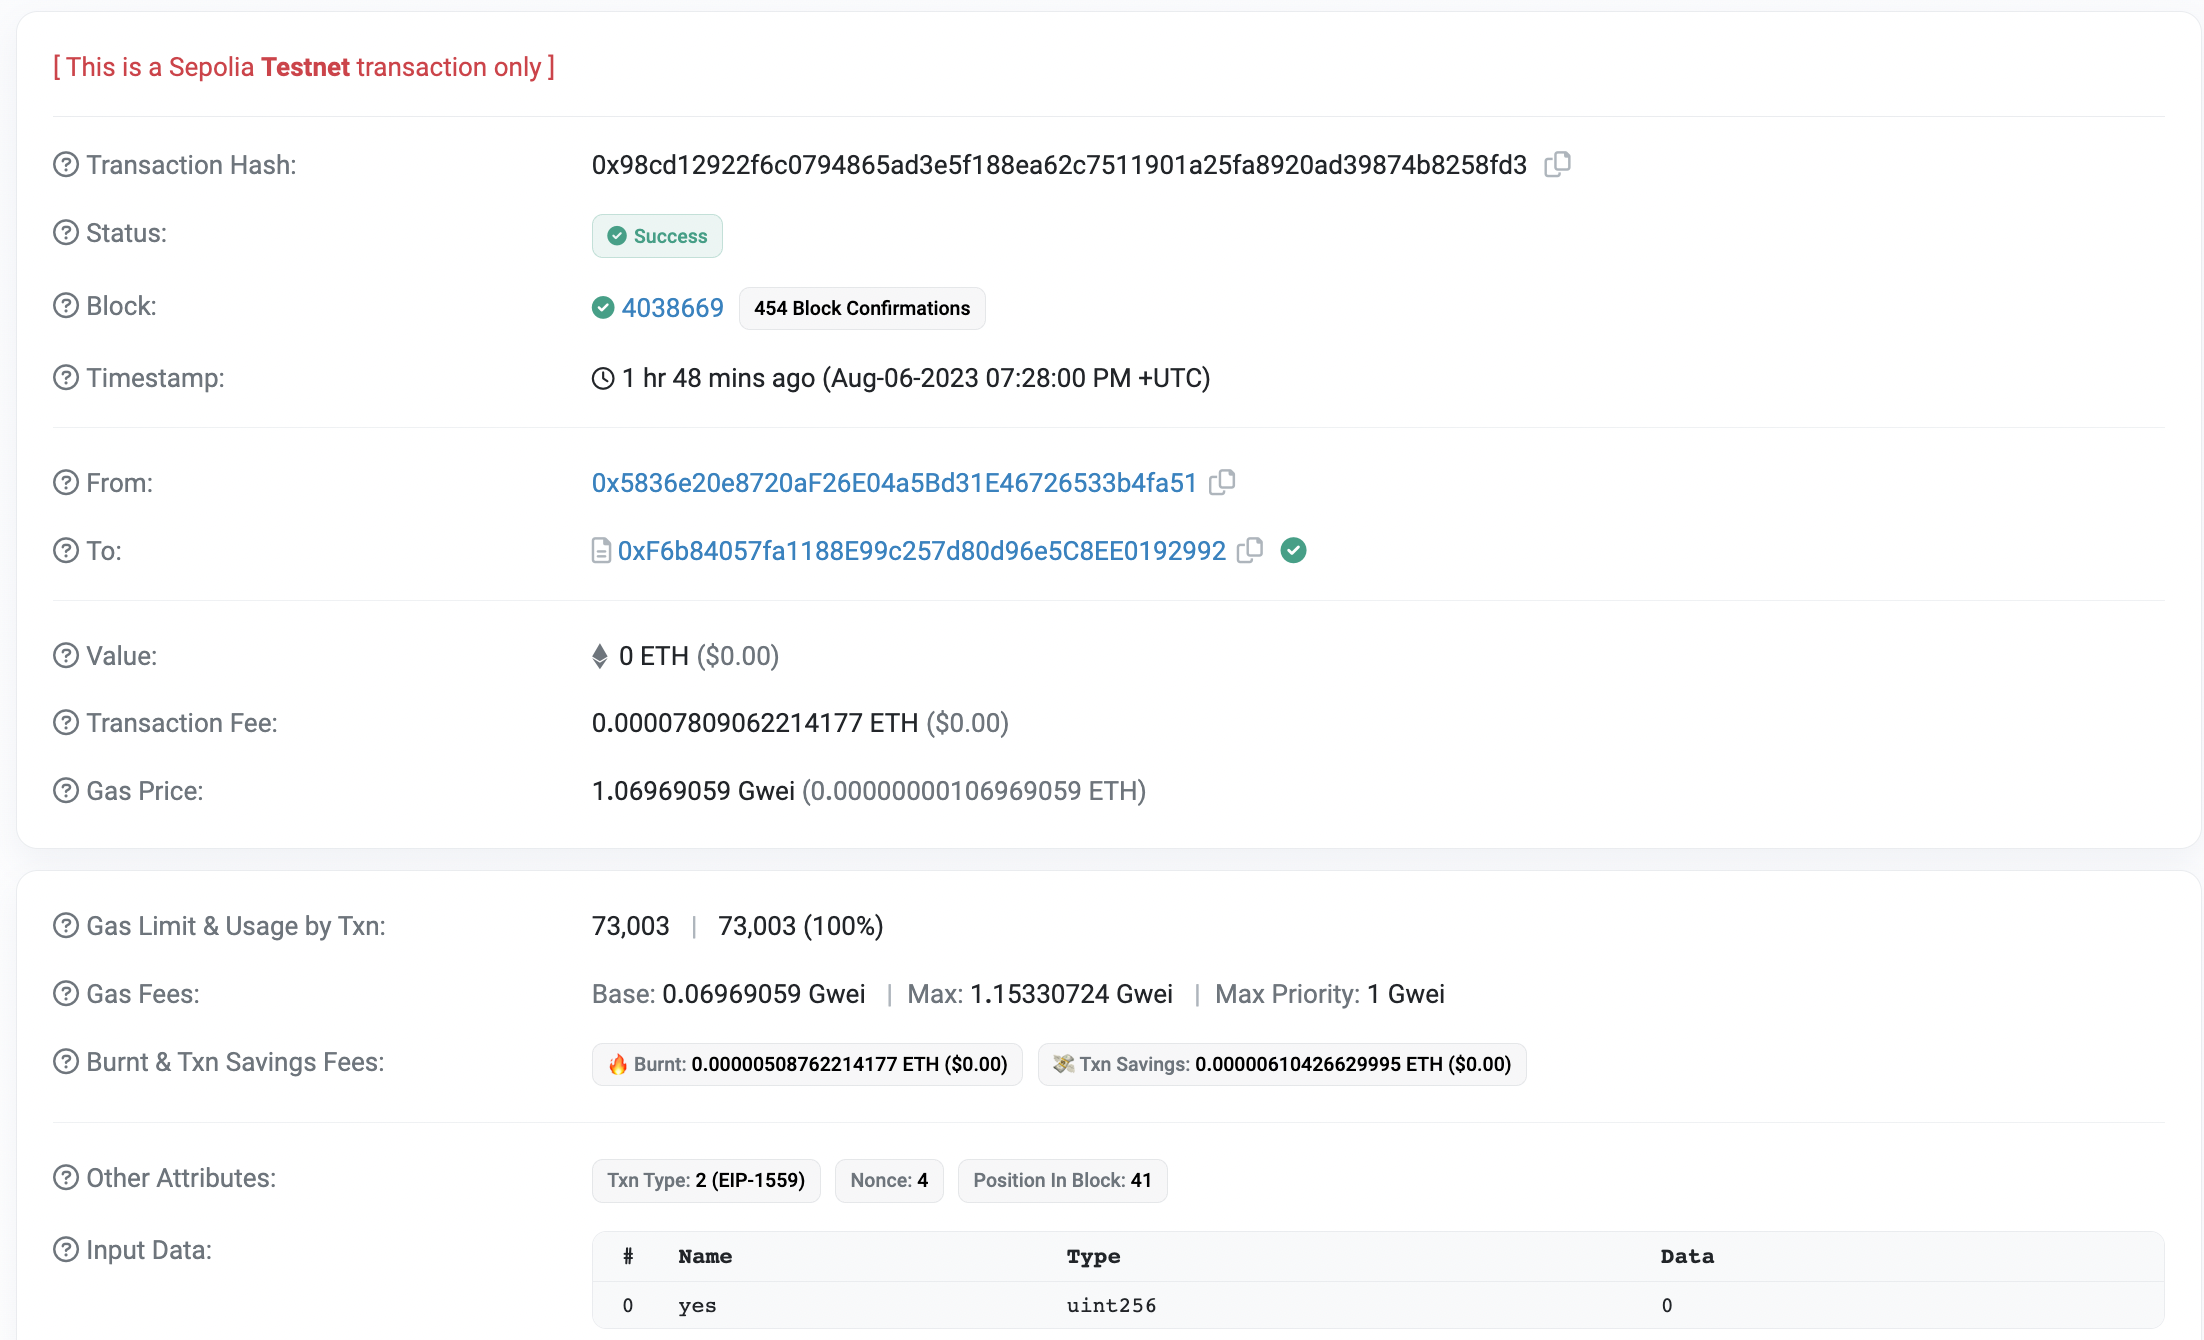 [ This is a Sepolia Testnet transaction only ]
Transaction Hash: 0x98cd12922f6c0794865ad3e5f188ea62c7511901a25fa8920ad39874b8258fd3
Status: Success
Block: 4038669 454 Block Confirmations
Timestamp: 1 hr 48 mins ago (Aug-06-2023 07:28:00 PM +UTC)
From: 0x5836e20e8720aF26E04a5Bd31E46726533b4fa51
To: 0xF6b84057fa1188E99c257d80d96e5C8EE0192992
Value: 0 ETH ($0.00)
Transaction Fee: 0.00007809062214177 ETH ($0.00)
Gas Price: 1.06969059 Gwei (0.00000000106969059 ETH)
Gas Limit & Usage by Txn: 73,003 | 73,003 (100%)
Gas Fees: Base: 0.06969059 Gwei | Max: 1.15330724 Gwei | Max Priority: 1 Gwei
Burnt & Txn Savings Fees: 🔥 Burnt: 0.00000508762214177 ETH ($0.00) 💸 Txn Savings: 0.00000610426629995 ETH ($0.00)
Other Attributes: Txn Type: 2 (EIP-1559) Nonce: 4 Position In Block: 41
Input Data: # Name Type Data
0 yes uint256 0